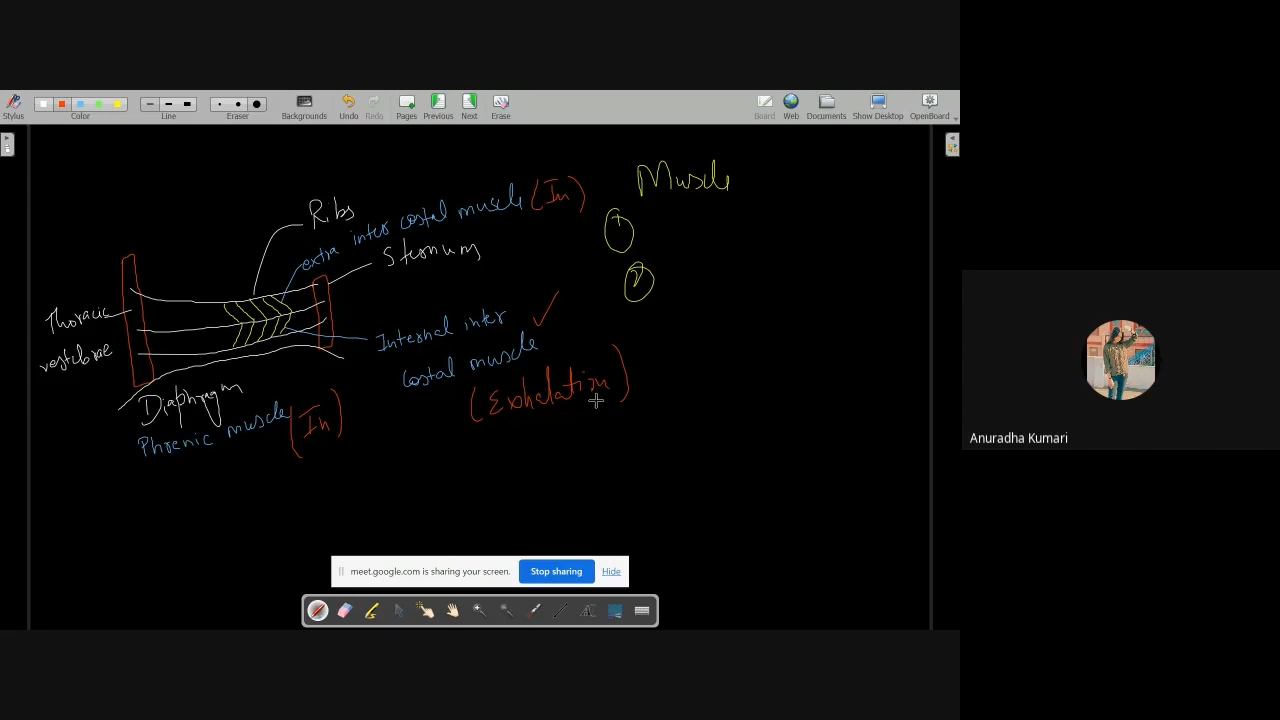 Stylus
Color
Line
Eraser
Backgrounds
Undo
Redo
Pages
Previous
Next
Erase
Board
Web
Documents
Show Desktop
OpenBoard
Muscle
Ribs
extra inter costal muscle (In)
Sternum
1
2
Thoracic
vertebrae
Internal inter
costal muscle
(Exhalation)
Diaphragm
Phrenic muscle (In)
Anuradha Kumari
meet.google.com is sharing your screen.
Stop sharing
Hide